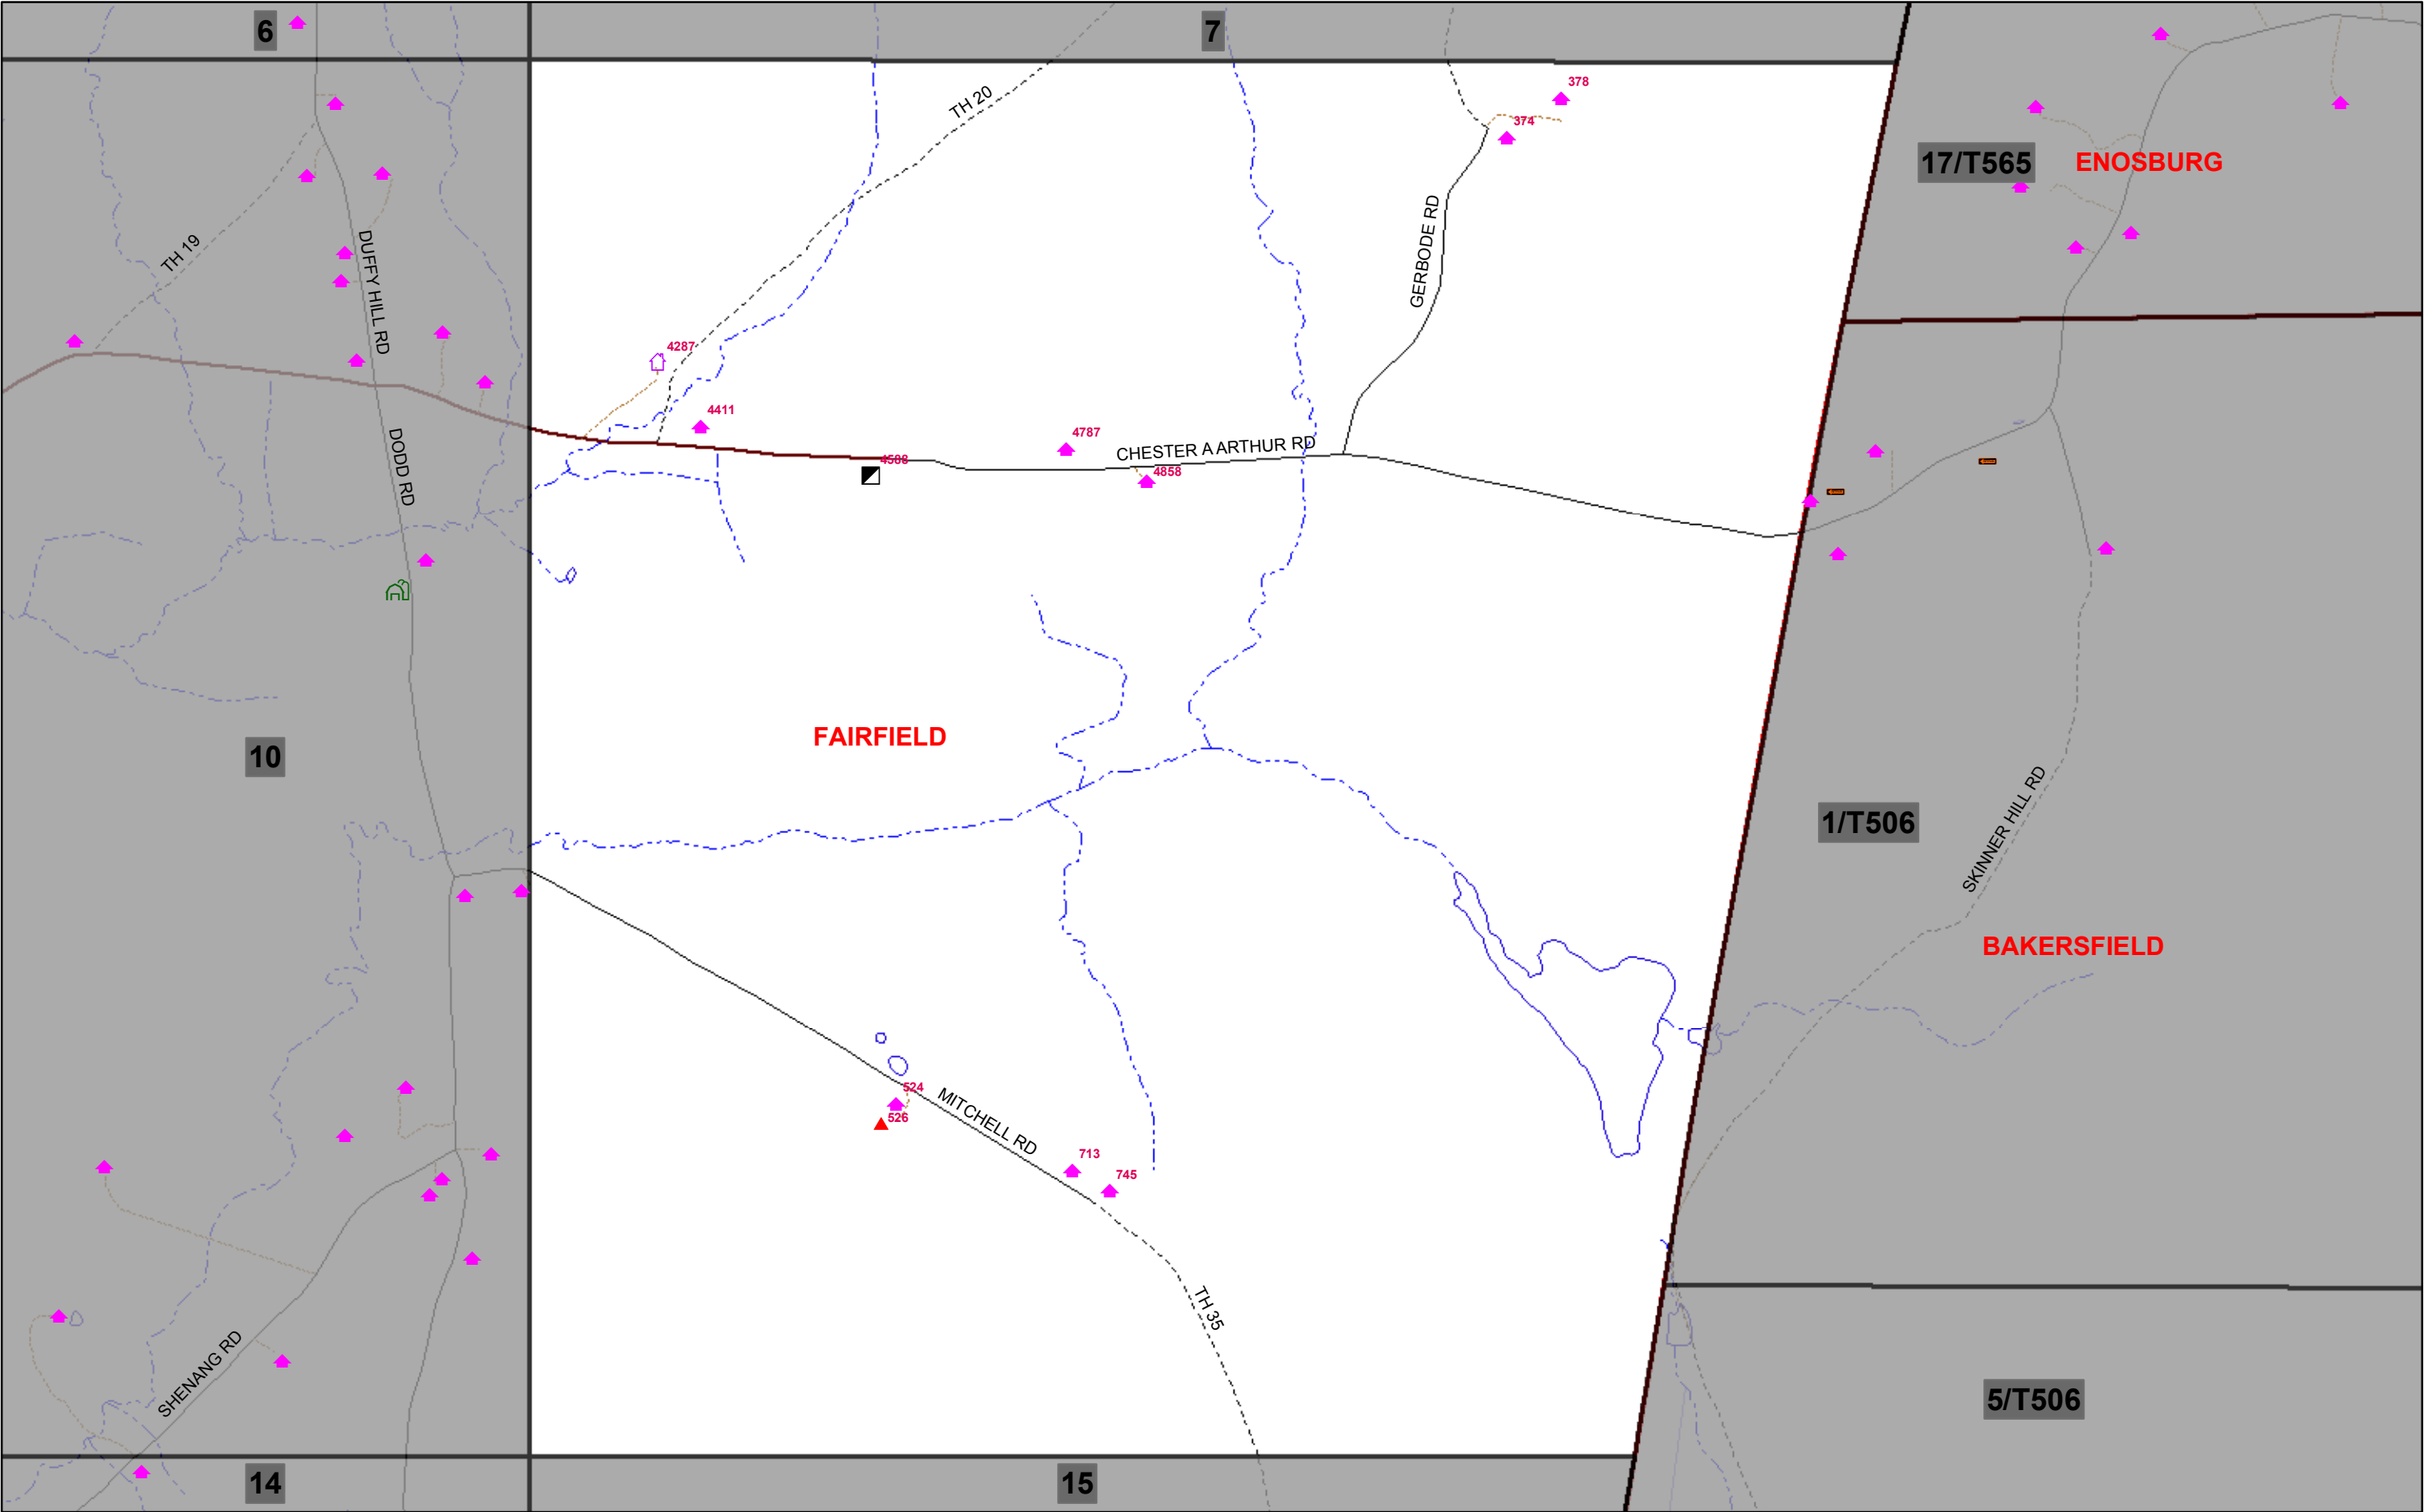 6
7
378
TH 20
374
17/T565
ENOSBURG
TH 19
DUFFY HILL RD
GERBODE RD
4287
4411
4787
CHESTER A ARTHUR RD
4588
4858
DODD RD
FAIRFIELD
10
1/T506
SKINNER HILL RD
BAKERSFIELD
524
526
MITCHELL RD
713
745
TH 35
SHENANG RD
5/T506
14
15